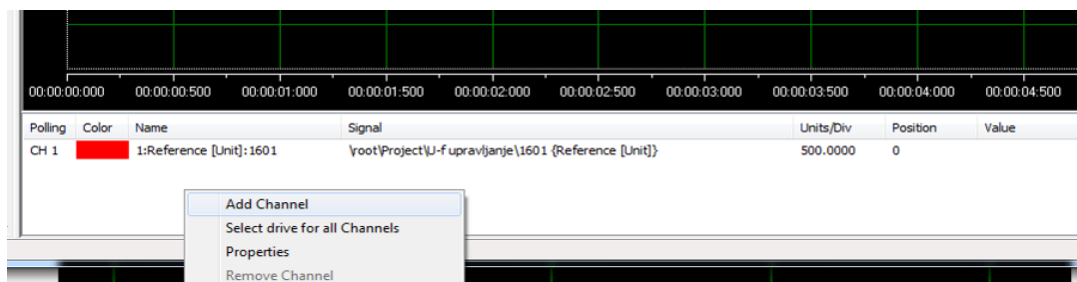 00:00:00:000 00:00:00:500 00:00:01:000 00:00:01:500 00:00:02:000 00:00:02:500 00:00:03:000 00:00:03:500 00:00:04:000 00:00:04:500
Polling Color Name Signal Units/Div Position Value
CH 1 1:Reference [Unit]:1601 \root\Project\U-f upravljanje\1601 {Reference [Unit]} 500.0000 0
Add Channel
Select drive for all Channels
Properties
Remove Channel